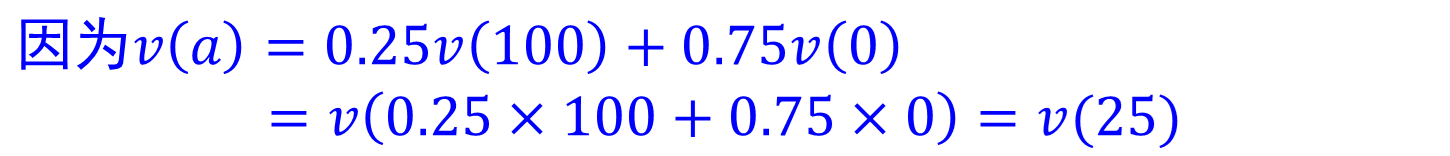 因为𝑣(𝑎) = 0.25𝑣(100) + 0.75𝑣(0)
= 𝑣(0.25 × 100 + 0.75 × 0) = 𝑣(25)